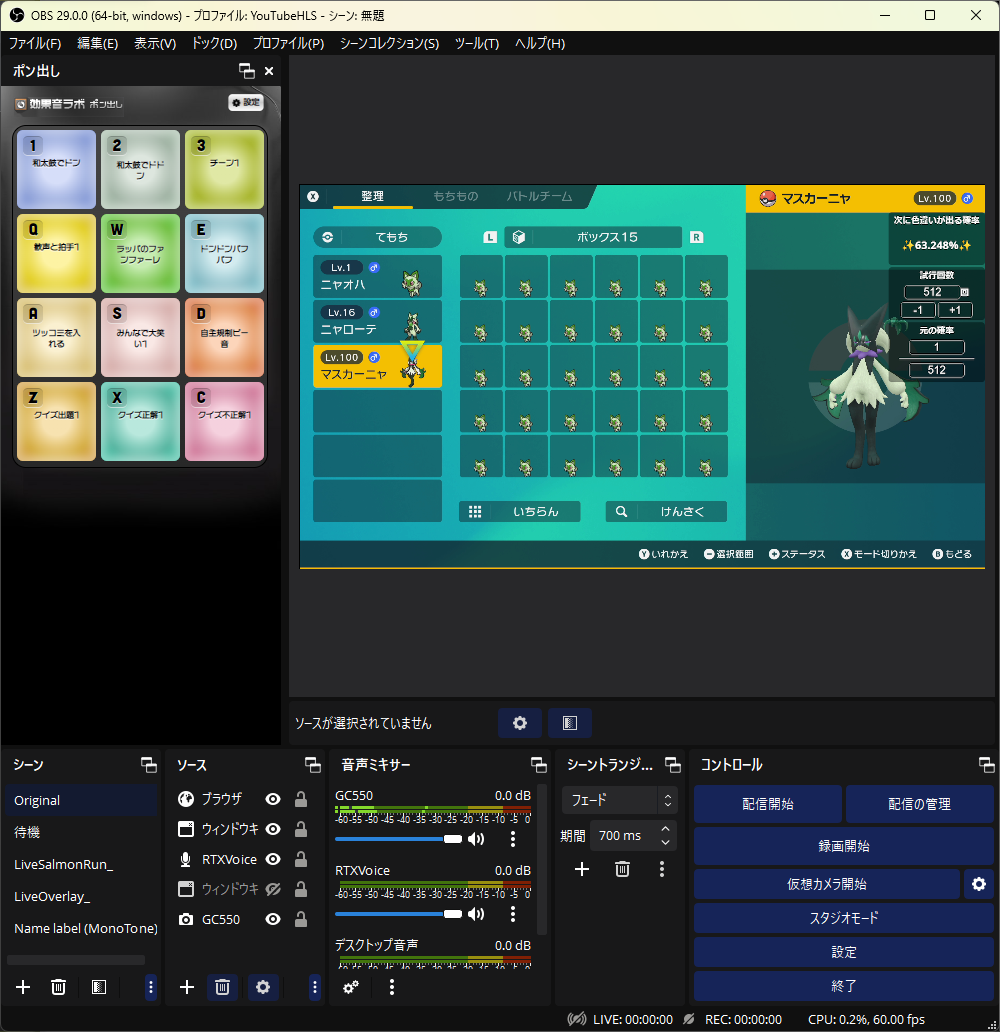 OBS 29.0.0 (64-bit, windows) - プロファイル: YouTubeHLS - シーン: 無題
ファイル(F) 編集(E) 表示(V) ドック(D) プロファイル(P) シーンコレクション(S) ツール(T) ヘルプ(H)
ポン出し
効果音ラボ ポン出し
設定
1
和太鼓でドン
2
和太鼓でドドン
3
チーン1
Q
歓声と拍手1
W
ラッパのファンファーレ
E
ドンドンパフパフ
A
ツッコミを入れる
S
みんなで大笑い1
D
自主規制ピー音
Z
クイズ出題1
X
クイズ正解1
C
クイズ不正解1
X 整理 もちもの バトルチーム
てもち
L ボックス15 R
Lv.1 ♂
ニャオハ
Lv.16 ♂
ニャローテ
Lv.100 ♂
マスカーニャ
いちらん けんさく
マスカーニャ Lv.100 ♂
次に色違いが出る確率
✨63.248%✨
試行回数
512
-1 +1
元の確率
1
512
Y いれかえ - 選択範囲 + ステータス X モード切りかえ B もどる
ソースが選択されていません
シーン
Original
待機
LiveSalmonRun_
LiveOverlay_
Name label (MonoTone)
ソース
ブラウザ
ウィンドウキ
RTXVoice
ウィンドウキ
GC550
音声ミキサー
GC550 0.0 dB
-60 -55 -50 -45 -40 -35 -30 -25 -20 -15 -10 -5 0
RTXVoice 0.0 dB
-60 -55 -50 -45 -40 -35 -30 -25 -20 -15 -10 -5 0
デスクトップ音声 0.0 dB
-60 -55 -50 -45 -40 -35 -30 -25 -20 -15 -10 -5 0
シーントランジ...
フェード
期間 700 ms
コントロール
配信開始 配信の管理
録画開始
仮想カメラ開始
スタジオモード
設定
終了
LIVE: 00:00:00 REC: 00:00:00 CPU: 0.2%, 60.00 fps